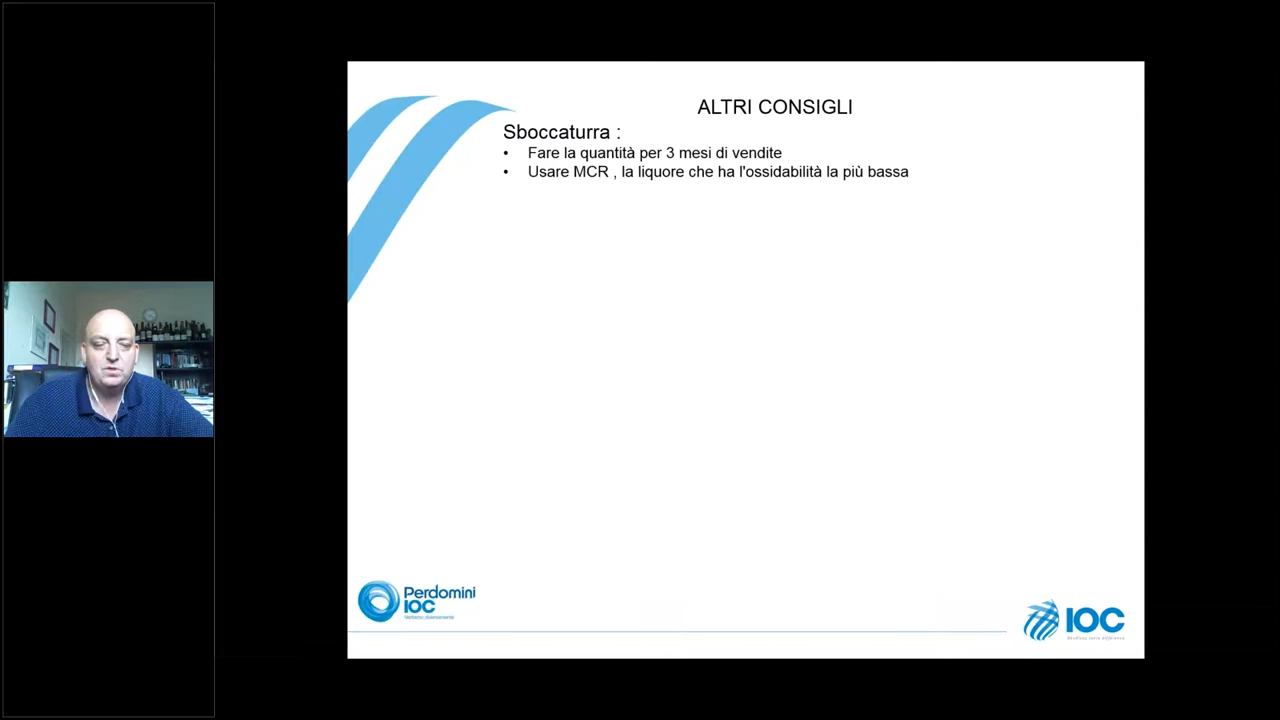 ALTRI CONSIGLI
Sboccaturra :
• Fare la quantità per 3 mesi di vendite
• Usare MCR , la liquore che ha l'ossidabilità la più bassa
Perdomini
IOC
IOC